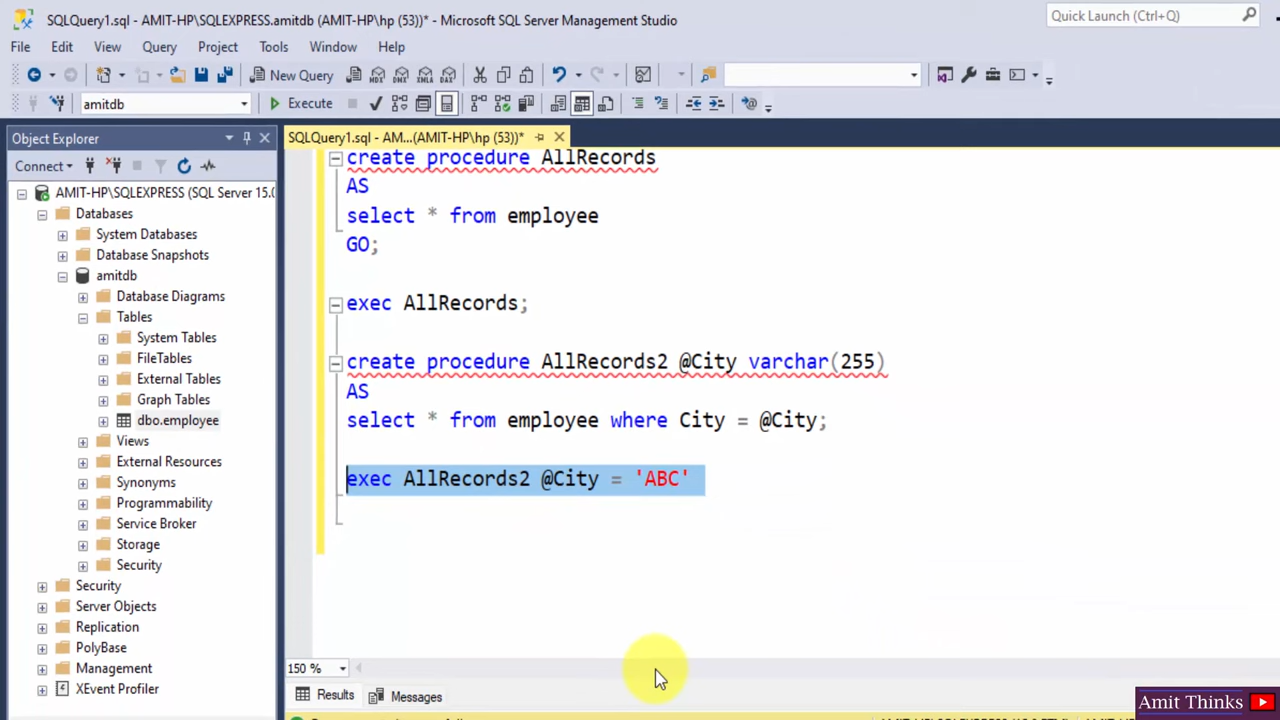 SQLQuery1.sql - AMIT-HP\SQLEXPRESS.amitdb (AMIT-HP\hp (53))* - Microsoft SQL Server Management Studio
Quick Launch (Ctrl+Q)
File Edit View Query Project Tools Window Help
New Query
MDX DMX XMLA DAX
amitdb
Execute
Object Explorer
SQLQuery1.sql - AM...(AMIT-HP\hp (53))*
Connect
AMIT-HP\SQLEXPRESS (SQL Server 15.0
Databases
System Databases
Database Snapshots
amitdb
Database Diagrams
Tables
System Tables
FileTables
External Tables
Graph Tables
dbo.employee
Views
External Resources
Synonyms
Programmability
Service Broker
Storage
Security
Security
Server Objects
Replication
PolyBase
Management
XEvent Profiler
create procedure AllRecords
AS
select * from employee
GO;
exec AllRecords;
create procedure AllRecords2 @City varchar(255)
AS
select * from employee where City = @City;
exec AllRecords2 @City = 'ABC'
150 %
Results Messages
Amit Thinks